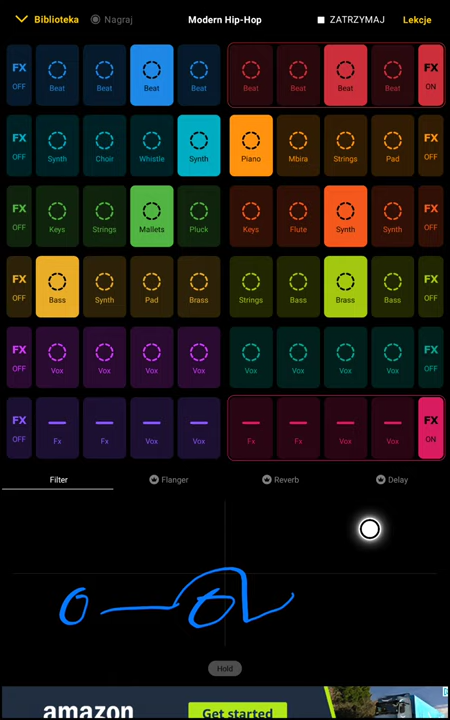 Biblioteka Nagraj Modern Hip-Hop ZATRZYMAJ Lekcje
FX OFF Beat Beat Beat Beat Beat Beat Beat Beat FX ON
FX OFF Synth Choir Whistle Synth Piano Mbira Strings Pad FX OFF
FX OFF Keys Strings Mallets Pluck Keys Flute Synth Synth FX OFF
FX OFF Bass Synth Pad Brass Strings Bass Brass Bass FX OFF
FX OFF Vox Vox Vox Vox Vox Vox Vox Vox FX OFF
FX OFF Fx Fx Vox Vox Fx Fx Vox Vox FX ON
Filter Flanger Reverb Delay
Hold
amazon Get started